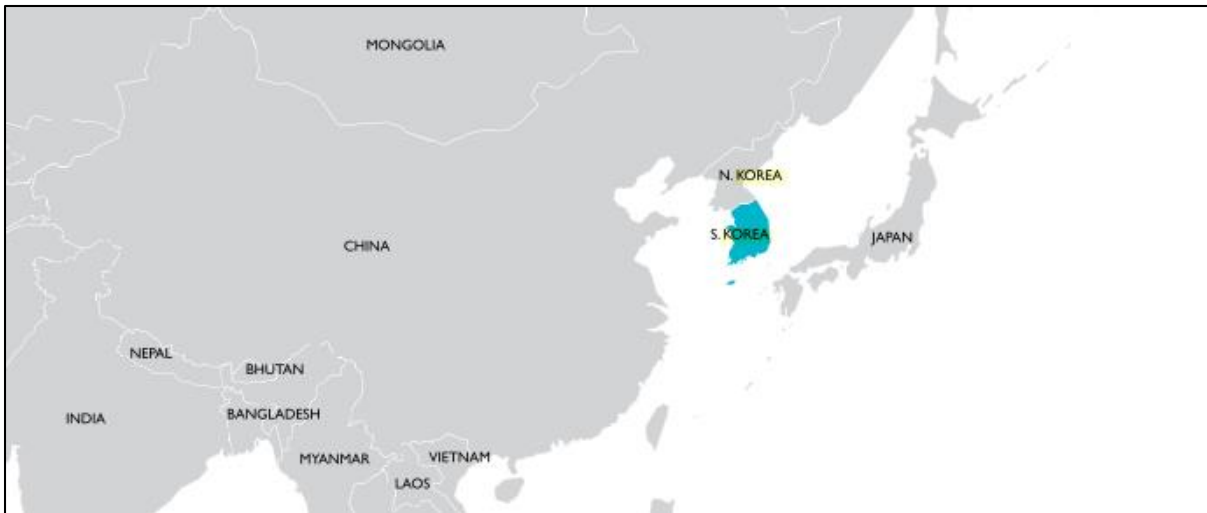 MONGOLIA
N. KOREA
S. KOREA
JAPAN
CHINA
NEPAL
BHUTAN
INDIA
BANGLADESH
MYANMAR
VIETNAM
LAOS